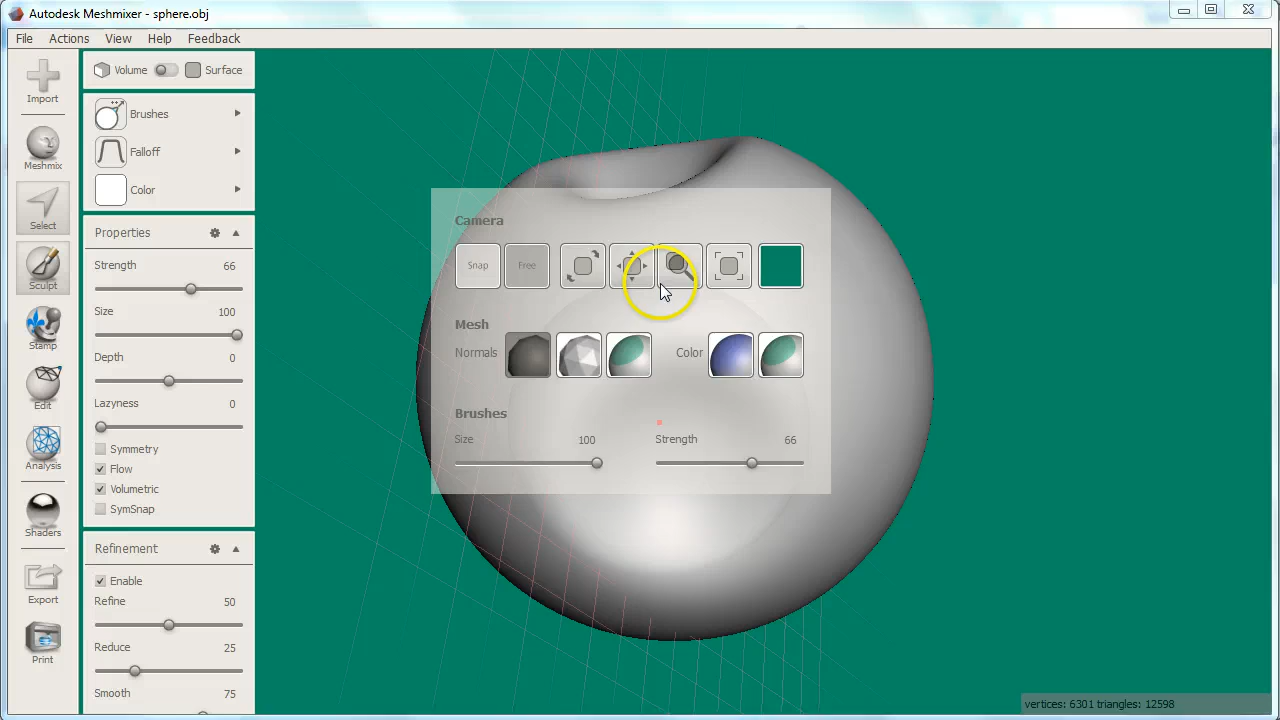 Autodesk Meshmixer - sphere.obj
File Actions View Help Feedback
Import
Meshmix
Select
Sculpt
Stamp
Edit
Analysis
Shaders
Export
Print
Volume Surface
Brushes
Falloff
Color
Properties
Strength 66
Size 100
Depth 0
Lazyness 0
Symmetry
Flow
Volumetric
SymSnap
Refinement
Enable
Refine 50
Reduce 25
Smooth 75
Camera
Snap Free
Mesh
Normals Color
Brushes
Size 100 Strength 66
vertices: 6301 triangles: 12598